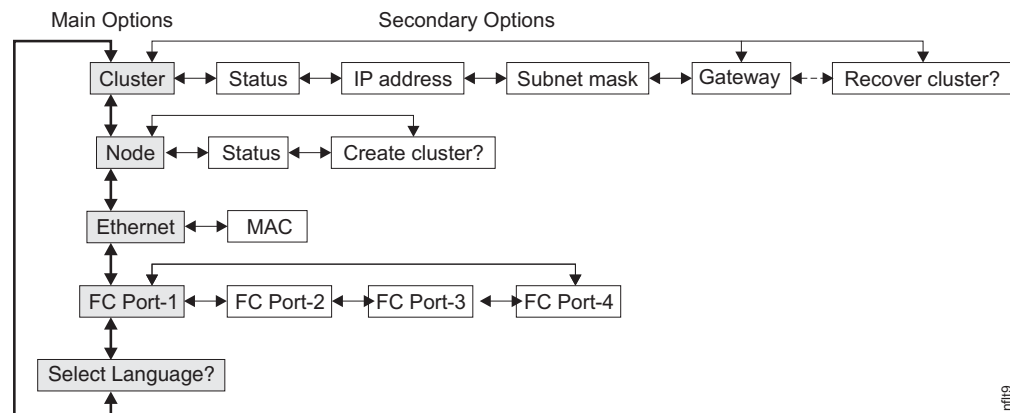 Main Options Secondary Options
Cluster Status IP address Subnet mask Gateway Recover cluster?
Node Status Create cluster?
Ethernet MAC
FC Port-1 FC Port-2 FC Port-3 FC Port-4
Select Language?